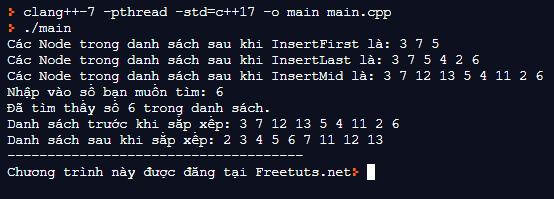 > clang++-7 -pthread -std=c++17 -o main main.cpp
> ./main
Các Node trong danh sách sau khi InsertFirst là: 3 7 5
Các Node trong danh sách sau khi InsertLast là: 3 7 5 4 2 6
Các Node trong danh sách sau khi InsertMid là: 3 7 12 13 5 4 11 2 6
Nhập vào số bạn muốn tìm: 6
Đã tìm thấy số 6 trong danh sách.
Danh sách trước khi sắp xếp: 3 7 12 13 5 4 11 2 6
Danh sách sau khi sắp xếp: 2 3 4 5 6 7 11 12 13
-------------------------------------
Chương trình này được đăng tại Freetuts.net>